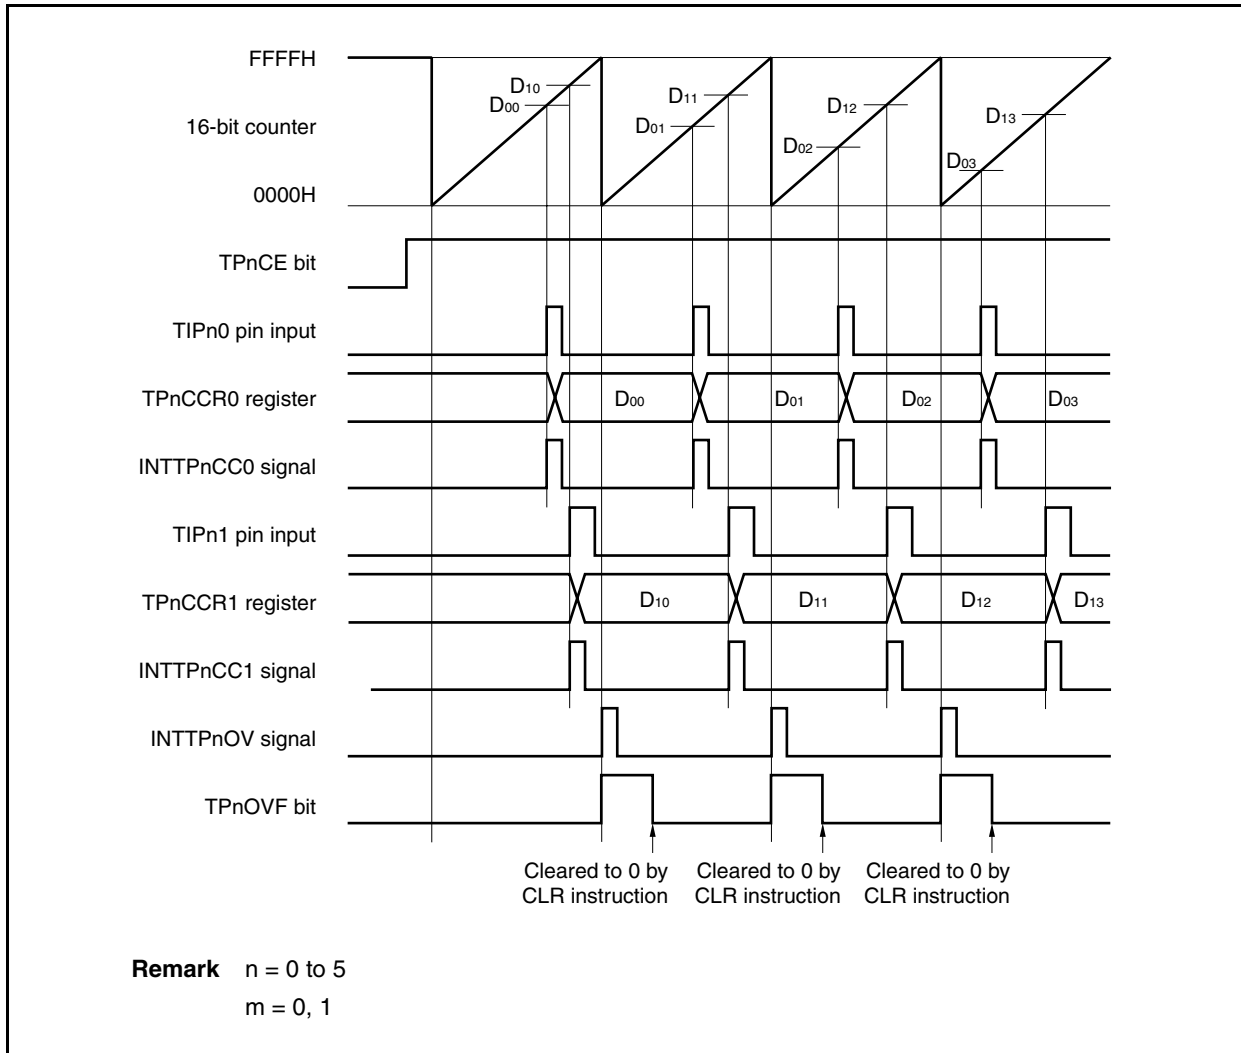 FFFFH
D10
D00
D11
D01
D12
D02
D13
D03
16-bit counter
0000H
TPnCE bit
TIPn0 pin input
TPnCCR0 register
D00
D01
D02
D03
INTTPnCC0 signal
TIPn1 pin input
TPnCCR1 register
D10
D11
D12
D13
INTTPnCC1 signal
INTTPnOV signal
TPnOVF bit
Cleared to 0 by
CLR instruction
Cleared to 0 by
CLR instruction
Cleared to 0 by
CLR instruction
Remark n = 0 to 5
m = 0, 1